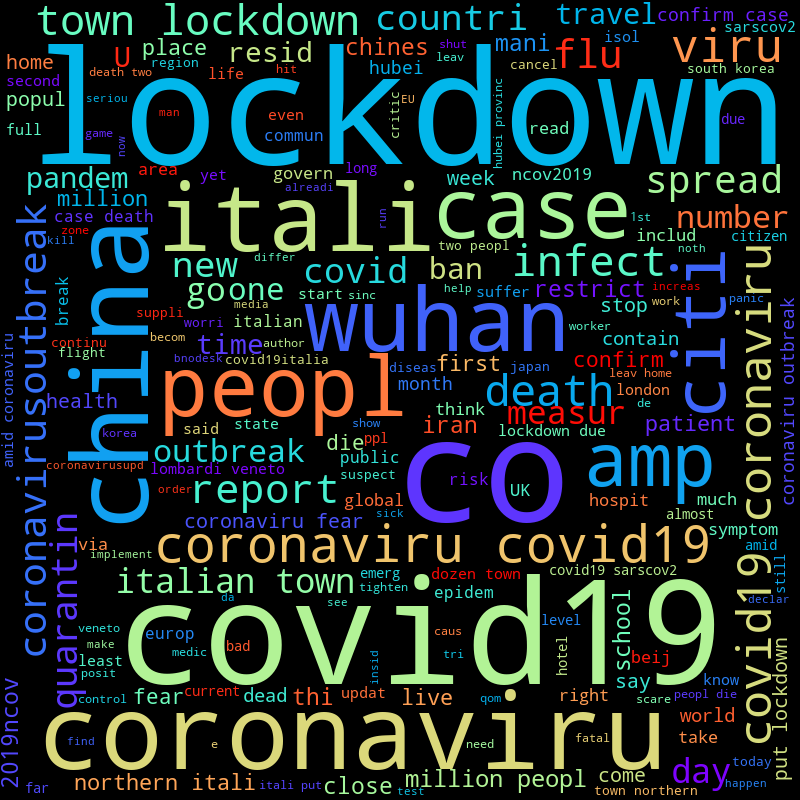 town lockdown
countri
travel
confirm case
sarscov2
U
place
resid
chines
mani
isol
flu
viru
shut
leav
home
death two
region
life
hit
hubei
cancel
south korea
second
seriou
lockdown
popul
even
critic
EU
hubei provinc
due
full
man
commun
read
game
now
pandem
area
yet
govern
long
week
ncov2019
spread
million
alreadi
case
number
case death
itali
run
1st
includ
citizen
zone
kill
two peopl
noth
coronavirusoutbreak
china
new
differ
covid
ban
infect
citi
coronaviru
goone
start
sinc
help
suffer
restrict
increas
work
panic
break
suppli
media
wuhan
stop
coronaviru outbreak
worri
italian
worker
contain
continu
becom
time
author
flight
bnodesk
covid19italia
first
japan
confirm
amid coronaviru
peopl
diseas
month
death
leav home
london
health
think
measur
de
said
state
show
iran
patient
korea
die
ppl
lockdown due
outbreak
public
co
amp
coronavirusupd
lombardi veneto
suspect
risk
order
report
global
UK
hospit
much
quarantin
coronaviru fear
sick
almost
symptom
via
implement
coronaviru covid19
amid
covid19
still
italian town
emerg
dozen town
covid19 sarscov2
tighten
epidem
da
see
declar
covid19
school
veneto
europ
level
make
bad
caus
hotel
least
medic
insid
tri
beij
put lockdown
posit
say
know
2019ncov
control
fear
current
dead
thi
updat
live
qom
right
scare
peopl die
coronaviru
world
find
e
need
fatal
take
today
far
northern itali
itali put
close
test
million peopl
come
town northern
day
happen